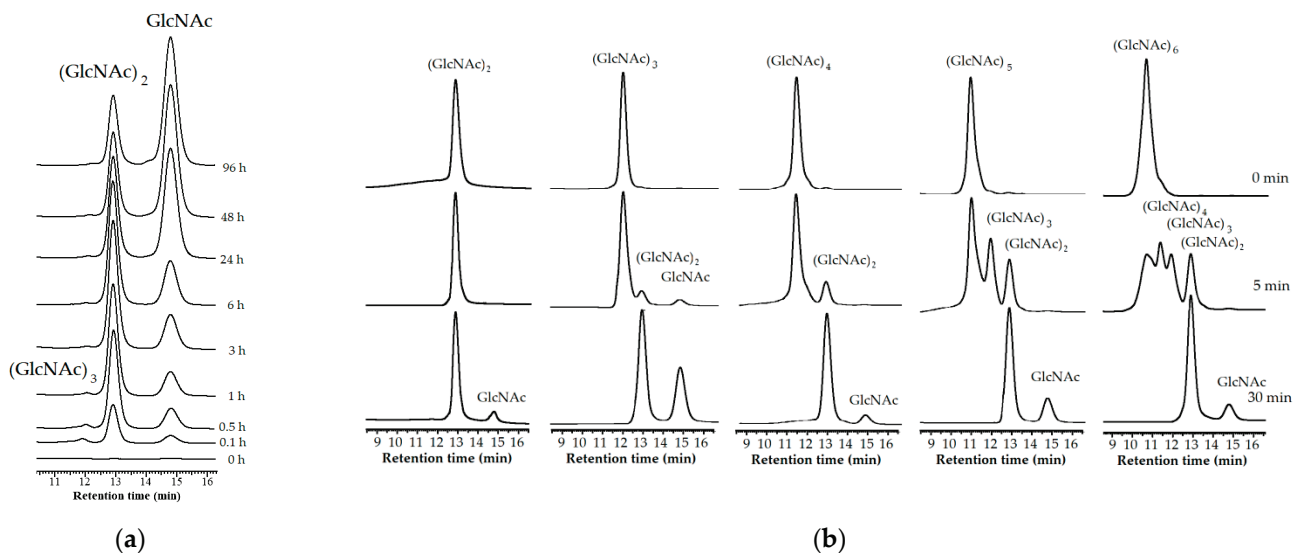 GlcNAc
(GlcNAc)2
96 h
48 h
24 h
6 h
3 h
(GlcNAc)3
1 h
0.5 h
0.1 h
0 h
11 12 13 14 15 16
Retention time (min)
(a)
(GlcNAc)2
(GlcNAc)3
(GlcNAc)4
(GlcNAc)5
(GlcNAc)6
0 min
(GlcNAc)2
GlcNAc
(GlcNAc)2
(GlcNAc)3
(GlcNAc)2
(GlcNAc)4
(GlcNAc)3
(GlcNAc)2
5 min
GlcNAc
GlcNAc
GlcNAc
GlcNAc
30 min
9 10 11 12 13 14 15 16
9 10 11 12 13 14 15 16
9 10 11 12 13 14 15 16
9 10 11 12 13 14 15 16
9 10 11 12 13 14 15 16
Retention time (min)
Retention time (min)
Retention time (min)
Retention time (min)
Retention time (min)
(b)